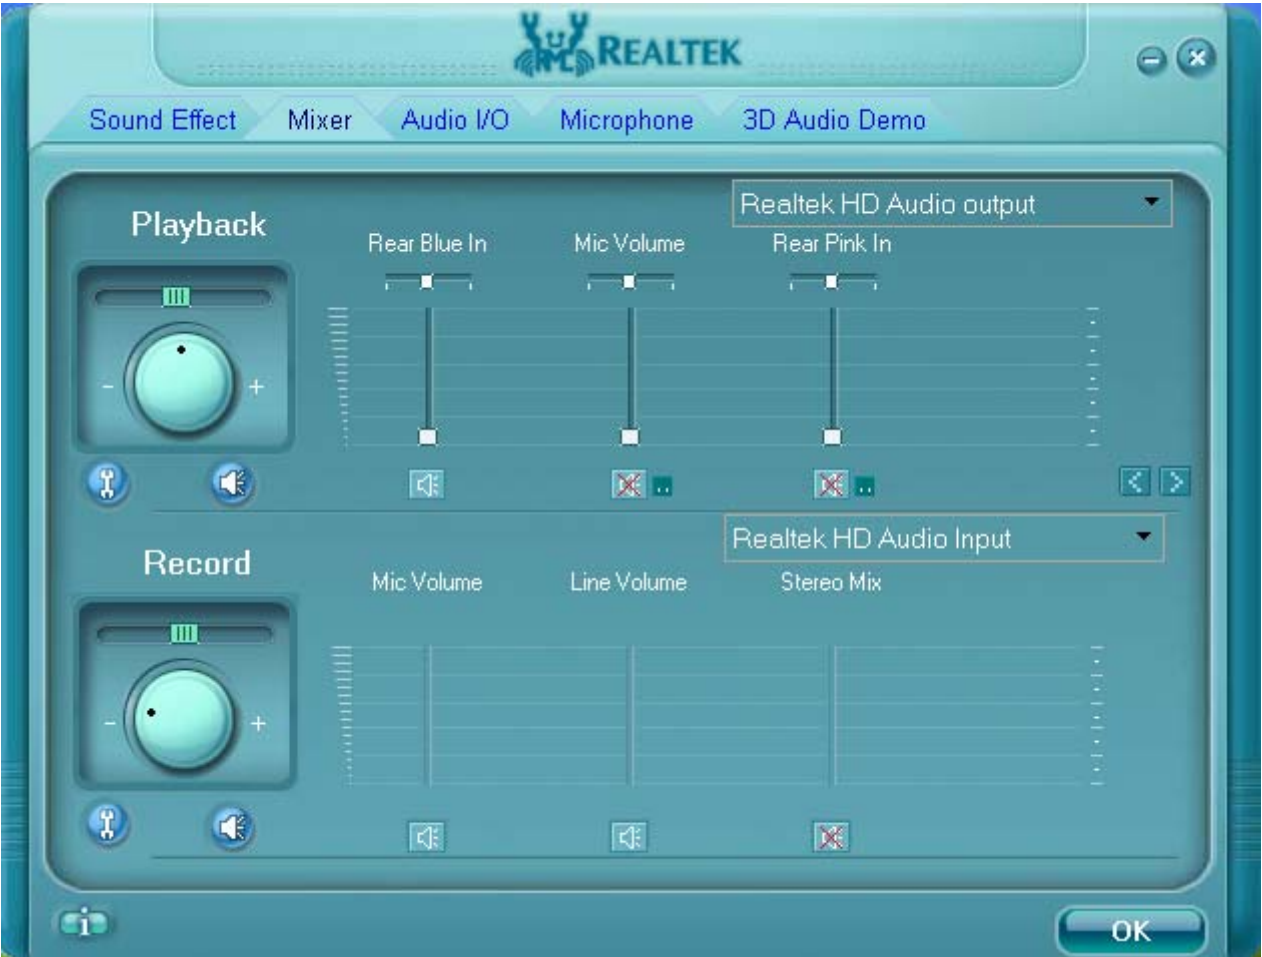 REALTEK
Sound Effect Mixer Audio I/O Microphone 3D Audio Demo
Realtek HD Audio output
Playback
Rear Blue In Mic Volume Rear Pink In
- +
Realtek HD Audio Input
Record
Mic Volume Line Volume Stereo Mix
- +
i
OK